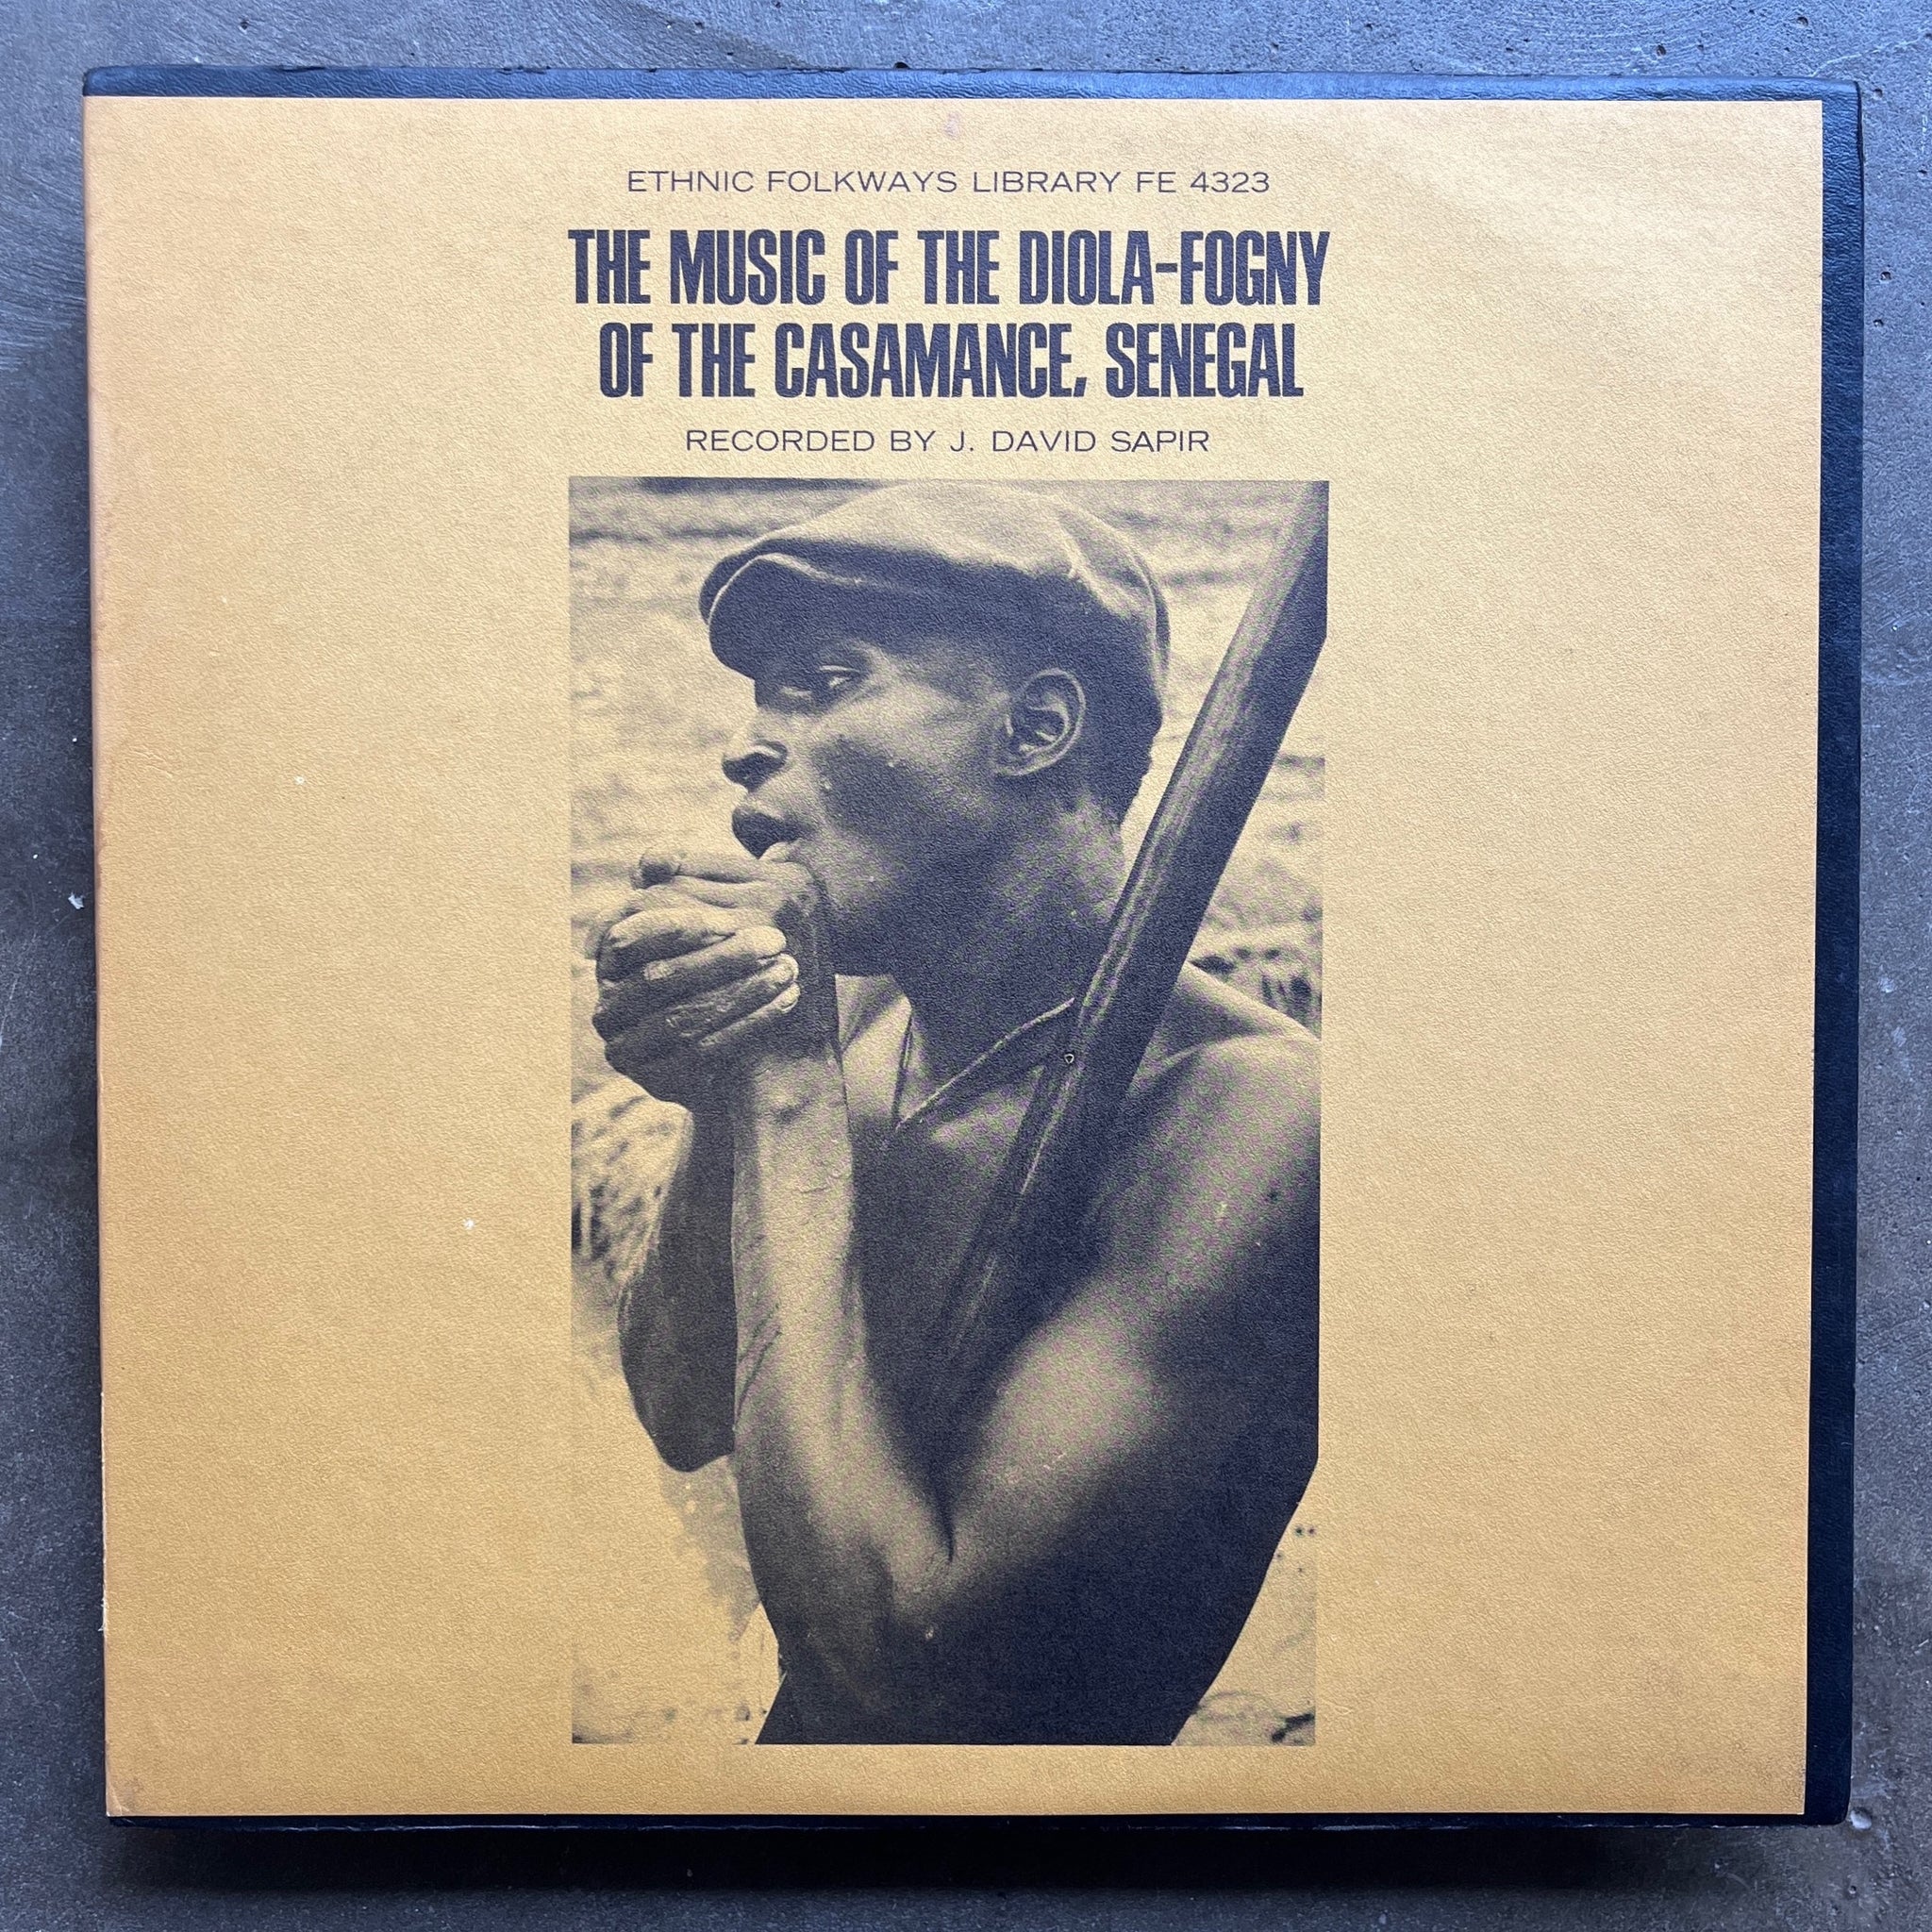 ETHNIC FOLKWAYS LIBRARY FE 4323
THE MUSIC OF THE DIOLA-FOGNY
OF THE CASAMANCE, SENEGAL
RECORDED BY J. DAVID SAPIR